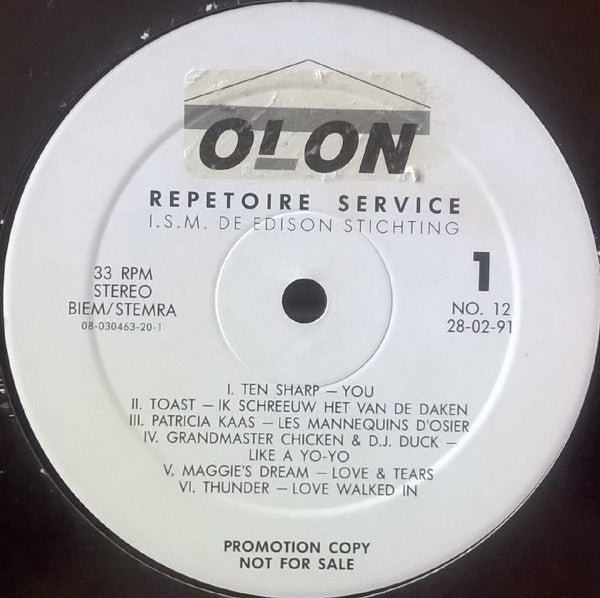 OLON
REPETOIRE SERVICE
I.S.M. DE EDISON STICHTING
33 RPM
STEREO
BIEM/STEMRA
08-030463-20-1
1
NO. 12
28-02-91
I. TEN SHARP – YOU
II. TOAST – IK SCHREEUW HET VAN DE DAKEN
III. PATRICIA KAAS – LES MANNEQUINS D'OSIER
IV. GRANDMASTER CHICKEN & D.J. DUCK –
LIKE A YO-YO
V. MAGGIE'S DREAM – LOVE & TEARS
VI. THUNDER – LOVE WALKED IN
PROMOTION COPY
NOT FOR SALE